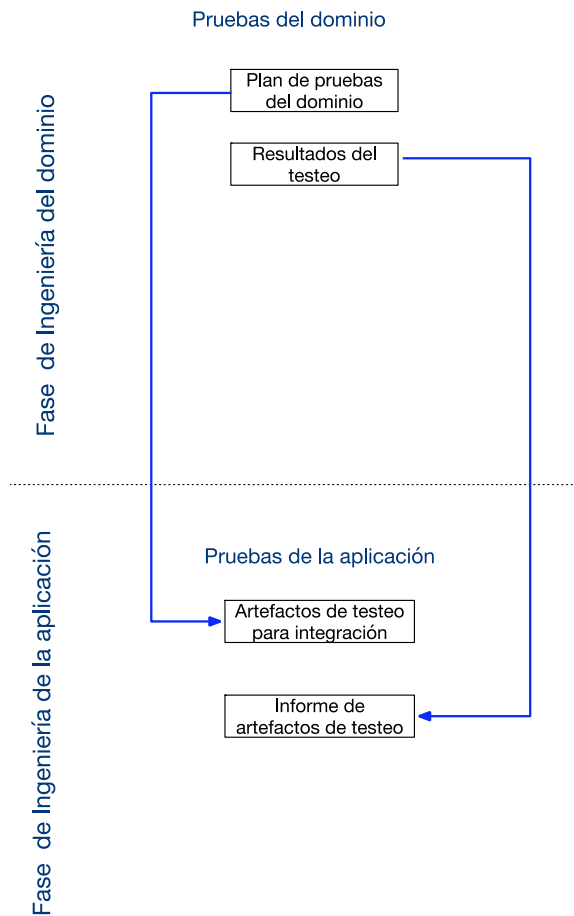 Pruebas del dominio
Plan de pruebas
del dominio
Resultados del
testeo
Fase de Ingeniería del dominio
Pruebas de la aplicación
Artefactos de testeo
para integración
Informe de
artefactos de testeo
Fase de Ingeniería de la aplicación